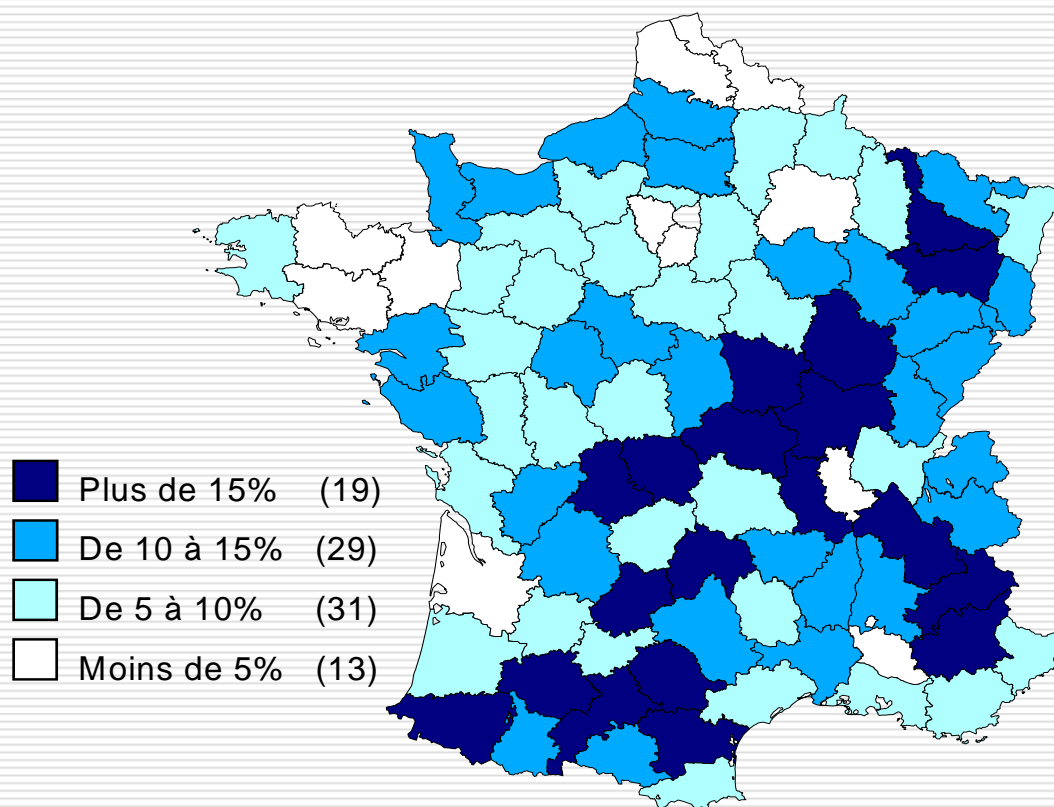 Plus de 15% (19)
De 10 à 15% (29)
De 5 à 10% (31)
Moins de 5% (13)